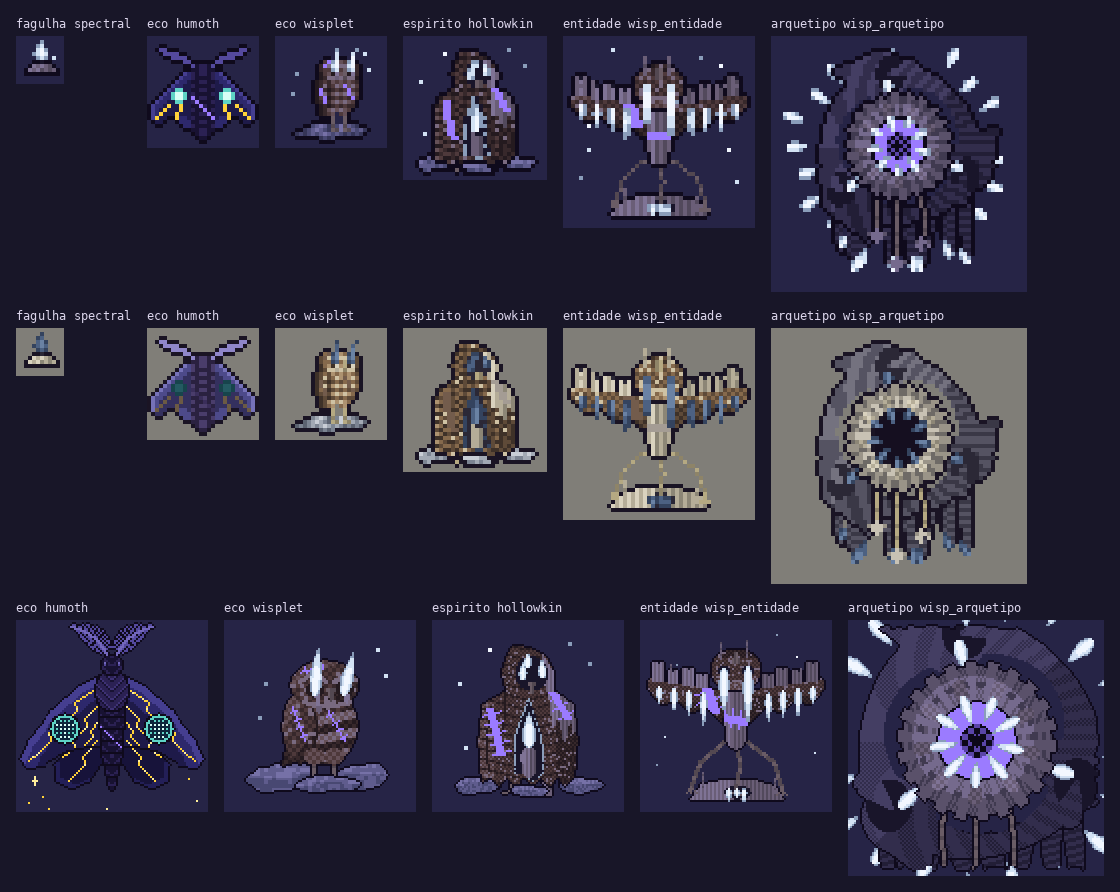 fagulha spectral eco humoth eco wisplet espirito hollowkin entidade wisp_entidade arquetipo wisp_arquetipo
fagulha spectral eco humoth eco wisplet espirito hollowkin entidade wisp_entidade arquetipo wisp_arquetipo
eco humoth eco wisplet espirito hollowkin entidade wisp_entidade arquetipo wisp_arquetipo